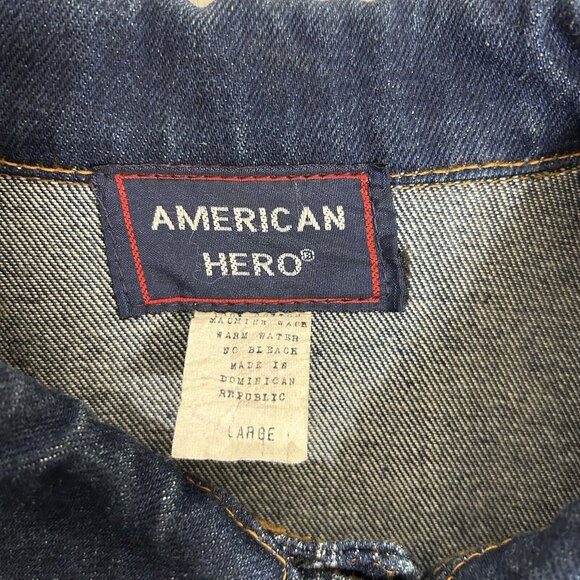 AMERICAN
HERO®
MACHINE WASH
WARM WATER
NO BLEACH
MADE IN
DOMINICAN
REPUBLIC
LARGE